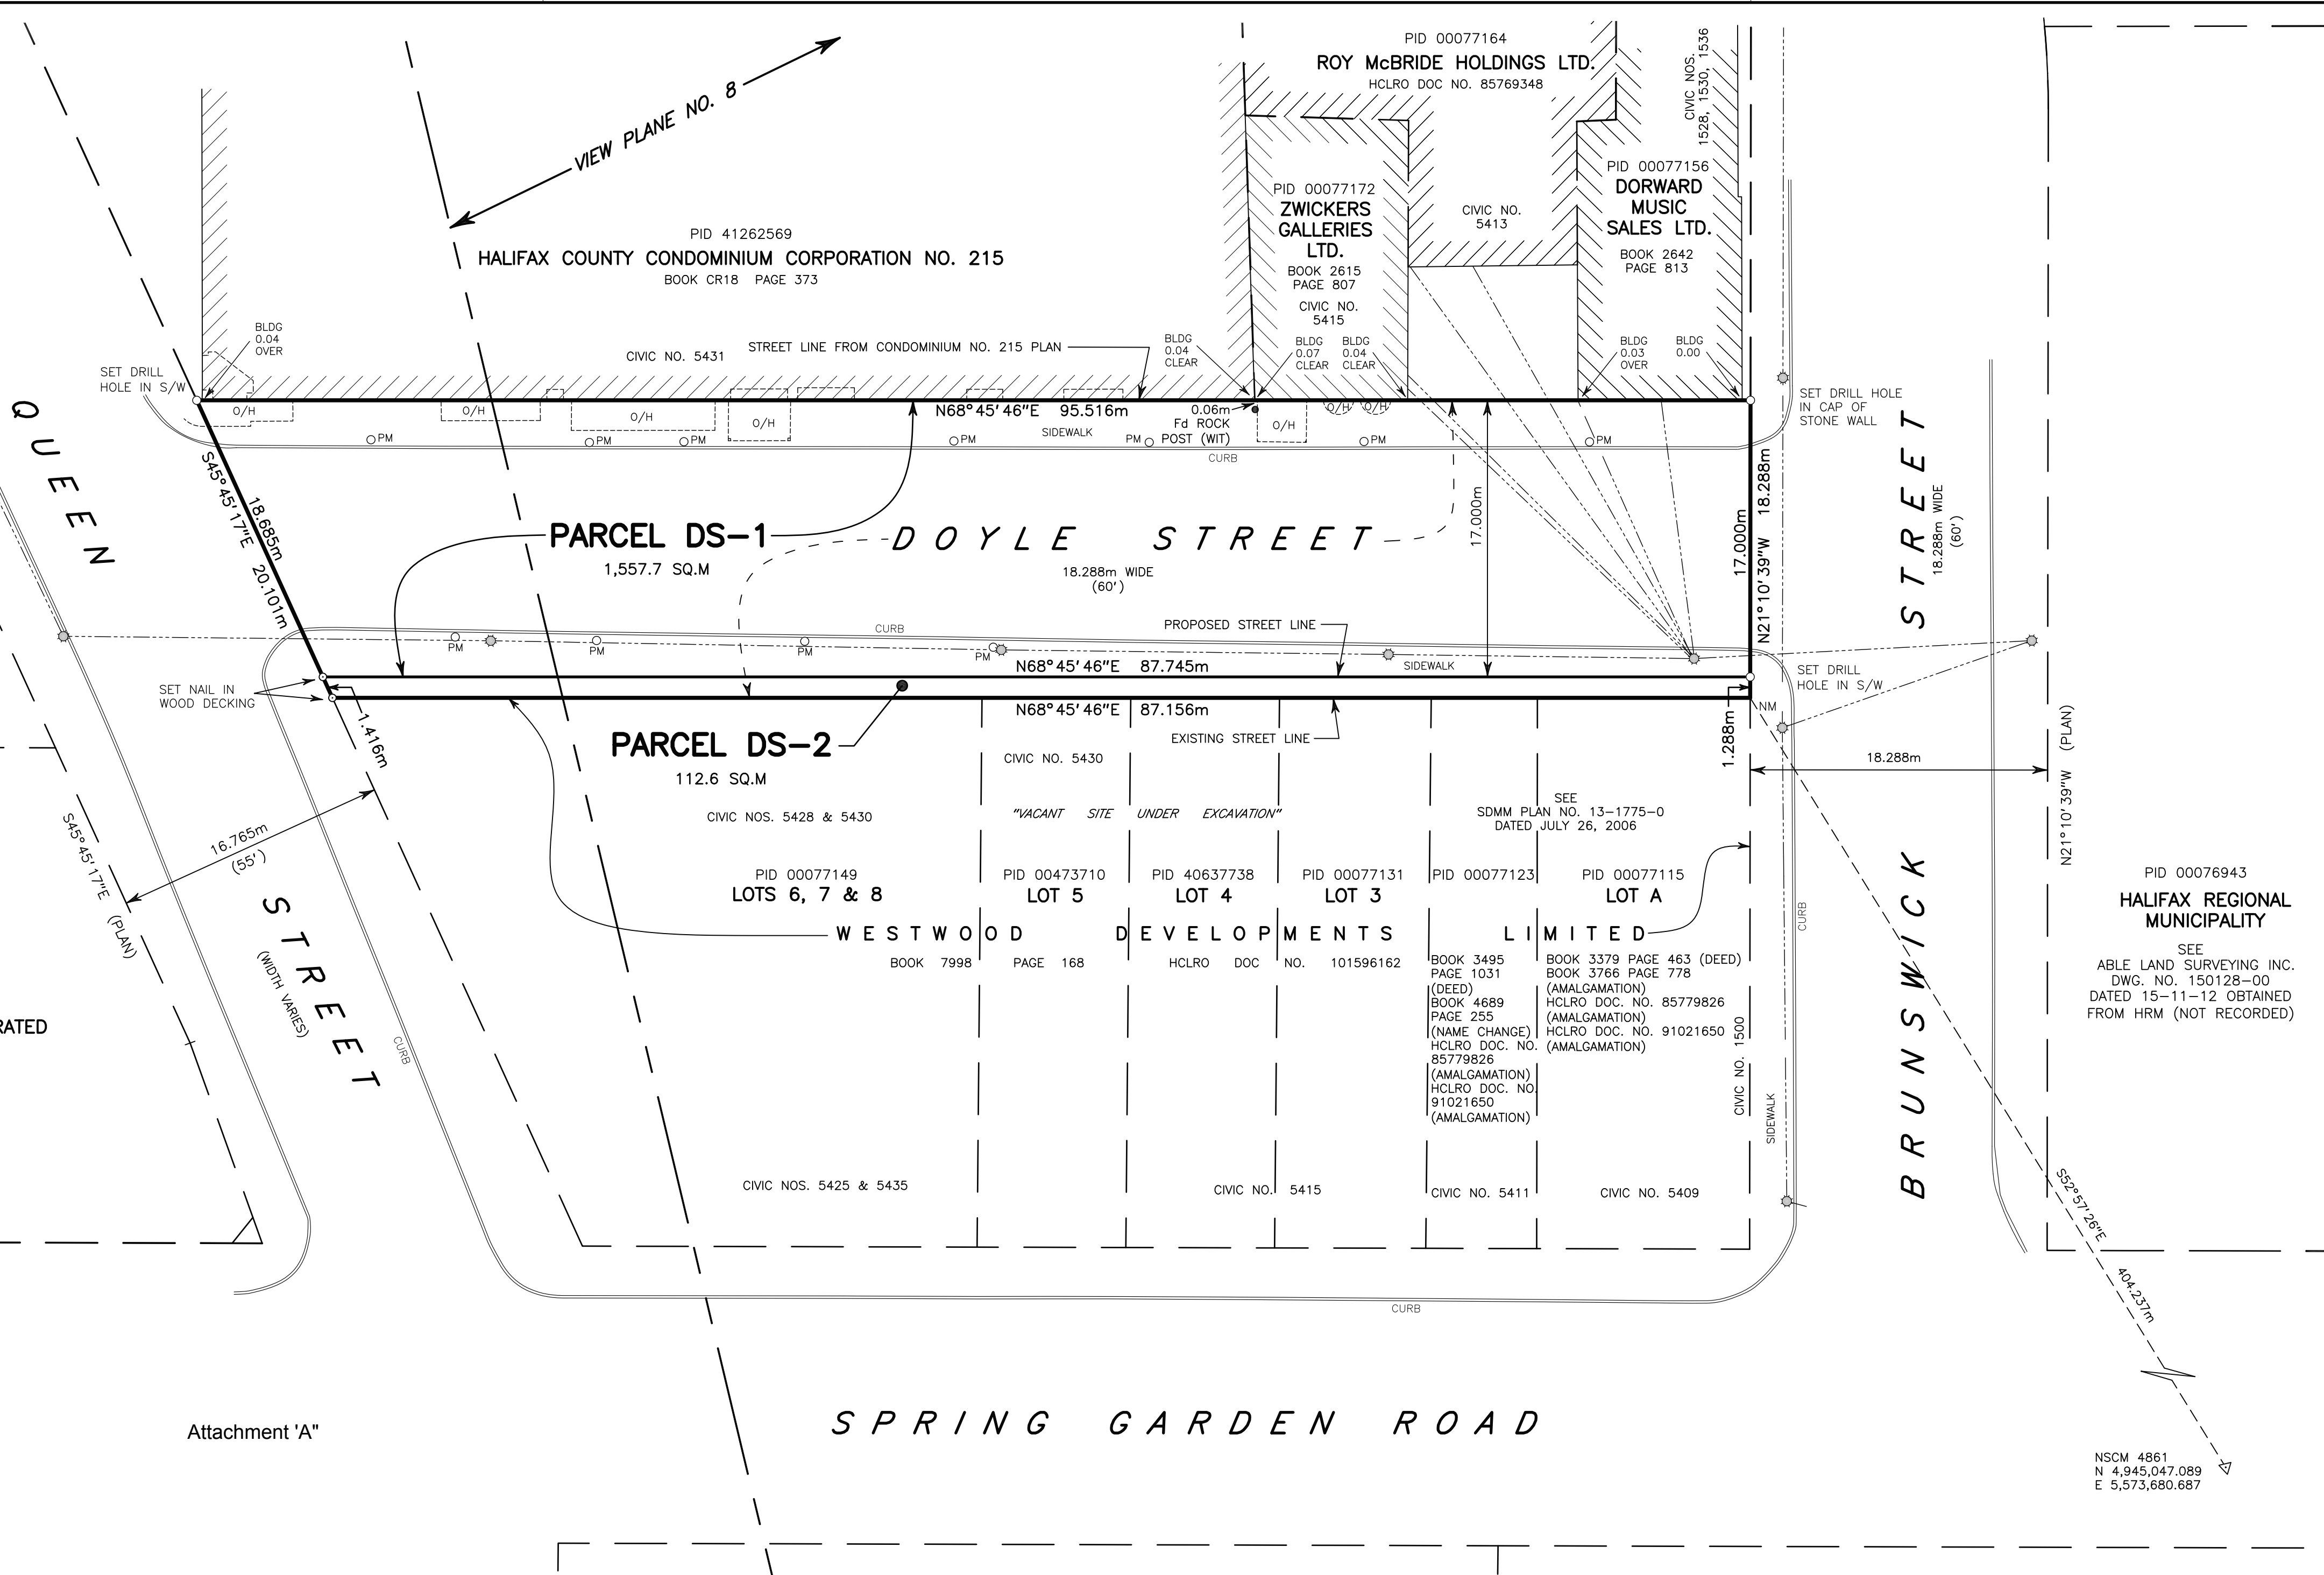 VIEW PLANE NO. 8
PID 00077164
ROY McBRIDE HOLDINGS LTD.
HCLRO DOC NO. 85769348
CIVIC NOS.
1528, 1530, 1536
PID 00077156
DORWARD
MUSIC
SALES LTD.
BOOK 2642
PAGE 813
PID 00077172
ZWICKERS
GALLERIES
LTD.
BOOK 2615
PAGE 807
CIVIC NO.
5415
CIVIC NO.
5413
PID 41262569
HALIFAX COUNTY CONDOMINIUM CORPORATION NO. 215
BOOK CR18 PAGE 373
BLDG
0.04
OVER
CIVIC NO. 5431
STREET LINE FROM CONDOMINIUM NO. 215 PLAN
BLDG
0.04
CLEAR
BLDG
0.07
CLEAR
BLDG
0.04
CLEAR
BLDG
0.03
OVER
BLDG
0.00
SET DRILL
HOLE IN S/W
SET DRILL HOLE
IN CAP OF
STONE WALL
O/H
O/H
O/H
O/H
O/H
O/H
O/H
N68°45'46"E 95.516m
0.06m
Fd ROCK
POST (WIT)
SIDEWALK
PM
PM
PM
PM
PM
PM
PM
CURB
QUEEN
S45°45'17"E 20.101m
18.685m
PARCEL DS-1
1,557.7 SQ.M
DOYLE STREET
18.288m WIDE
(60')
17.000m
17.000m
N21°10'39"W 18.288m
STREET
18.288m WIDE
(60')
CURB
PROPOSED STREET LINE
PM
PM
PM
PM
N68°45'46"E 87.745m
SIDEWALK
SET DRILL
HOLE IN S/W
SET NAIL IN
WOOD DECKING
N68°45'46"E 87.156m
NM
1.416m
PARCEL DS-2
112.6 SQ.M
EXISTING STREET LINE
1.288m
18.288m
N21°10'39"W (PLAN)
CIVIC NO. 5430
CIVIC NOS. 5428 & 5430
"VACANT SITE UNDER EXCAVATION"
SEE
SDMM PLAN NO. 13-1775-0
DATED JULY 26, 2006
16.765m
(55')
S45°45'17"E (PLAN)
PID 00077149
LOTS 6, 7 & 8
PID 00473710
LOT 5
PID 40637738
LOT 4
PID 00077131
LOT 3
PID 00077123
PID 00077115
LOT A
WESTWOOD DEVELOPMENTS LIMITED
BOOK 7998 PAGE 168
HCLRO DOC NO. 101596162
BOOK 3495
PAGE 1031
(DEED)
BOOK 4689
PAGE 255
(NAME CHANGE)
HCLRO DOC. NO.
85779826
(AMALGAMATION)
HCLRO DOC. NO.
91021650
(AMALGAMATION)
BOOK 3379 PAGE 463 (DEED)
BOOK 3766 PAGE 778
(AMALGAMATION)
HCLRO DOC. NO. 85779826
(AMALGAMATION)
HCLRO DOC. NO. 91021650
(AMALGAMATION)
CIVIC NO. 1500
SIDEWALK
CURB
BRUNSWICK
PID 00076943
HALIFAX REGIONAL
MUNICIPALITY
SEE
ABLE LAND SURVEYING INC.
DWG. NO. 150128-00
DATED 15-11-12 OBTAINED
FROM HRM (NOT RECORDED)
RATED
STREET
(WIDTH VARIES)
CURB
CIVIC NOS. 5425 & 5435
CIVIC NO. 5415
CIVIC NO. 5411
CIVIC NO. 5409
S52°57'26"E
404.237m
CURB
SPRING GARDEN ROAD
Attachment 'A"
NSCM 4861
N 4,945,047.089
E 5,573,680.687